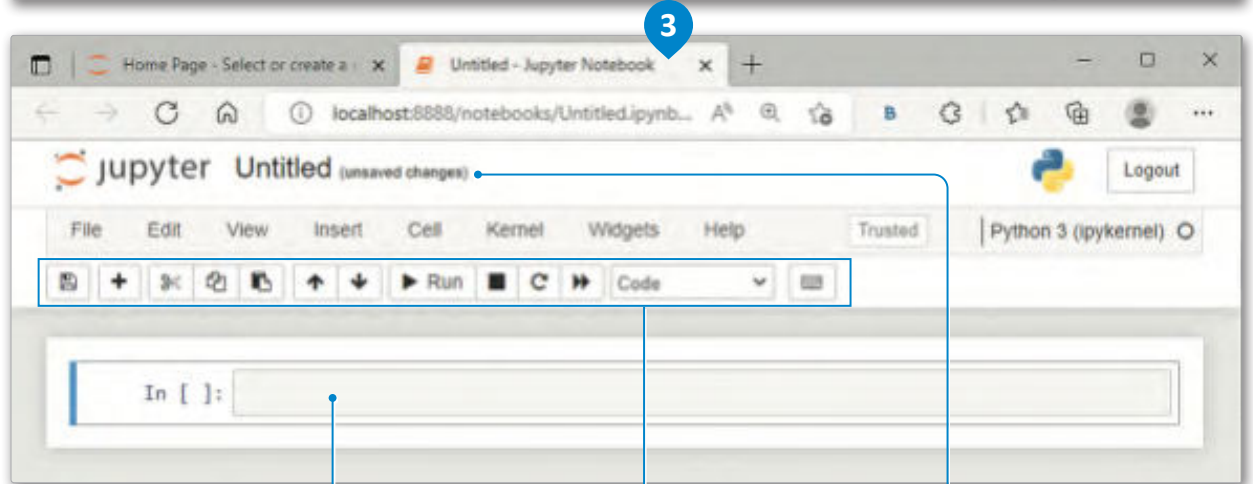 3
Home Page - Select or create a
Untitled - Jupyter Notebook
localhost:8888/notebooks/Untitled.ipynb...
jupyter Untitled (unsaved changes)
Logout
File Edit View Insert Cell Kernel Widgets Help Trusted Python 3 (ipykernel)
Run Code
In [ ]: